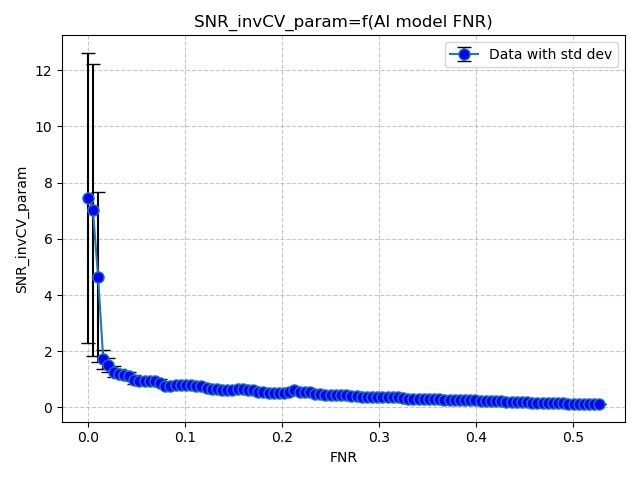 SNR_invCV_param=f(AI model FNR)
Data with std dev
SNR_invCV_param
12
10
8
6
4
2
0
0.0 0.1 0.2 0.3 0.4 0.5
FNR